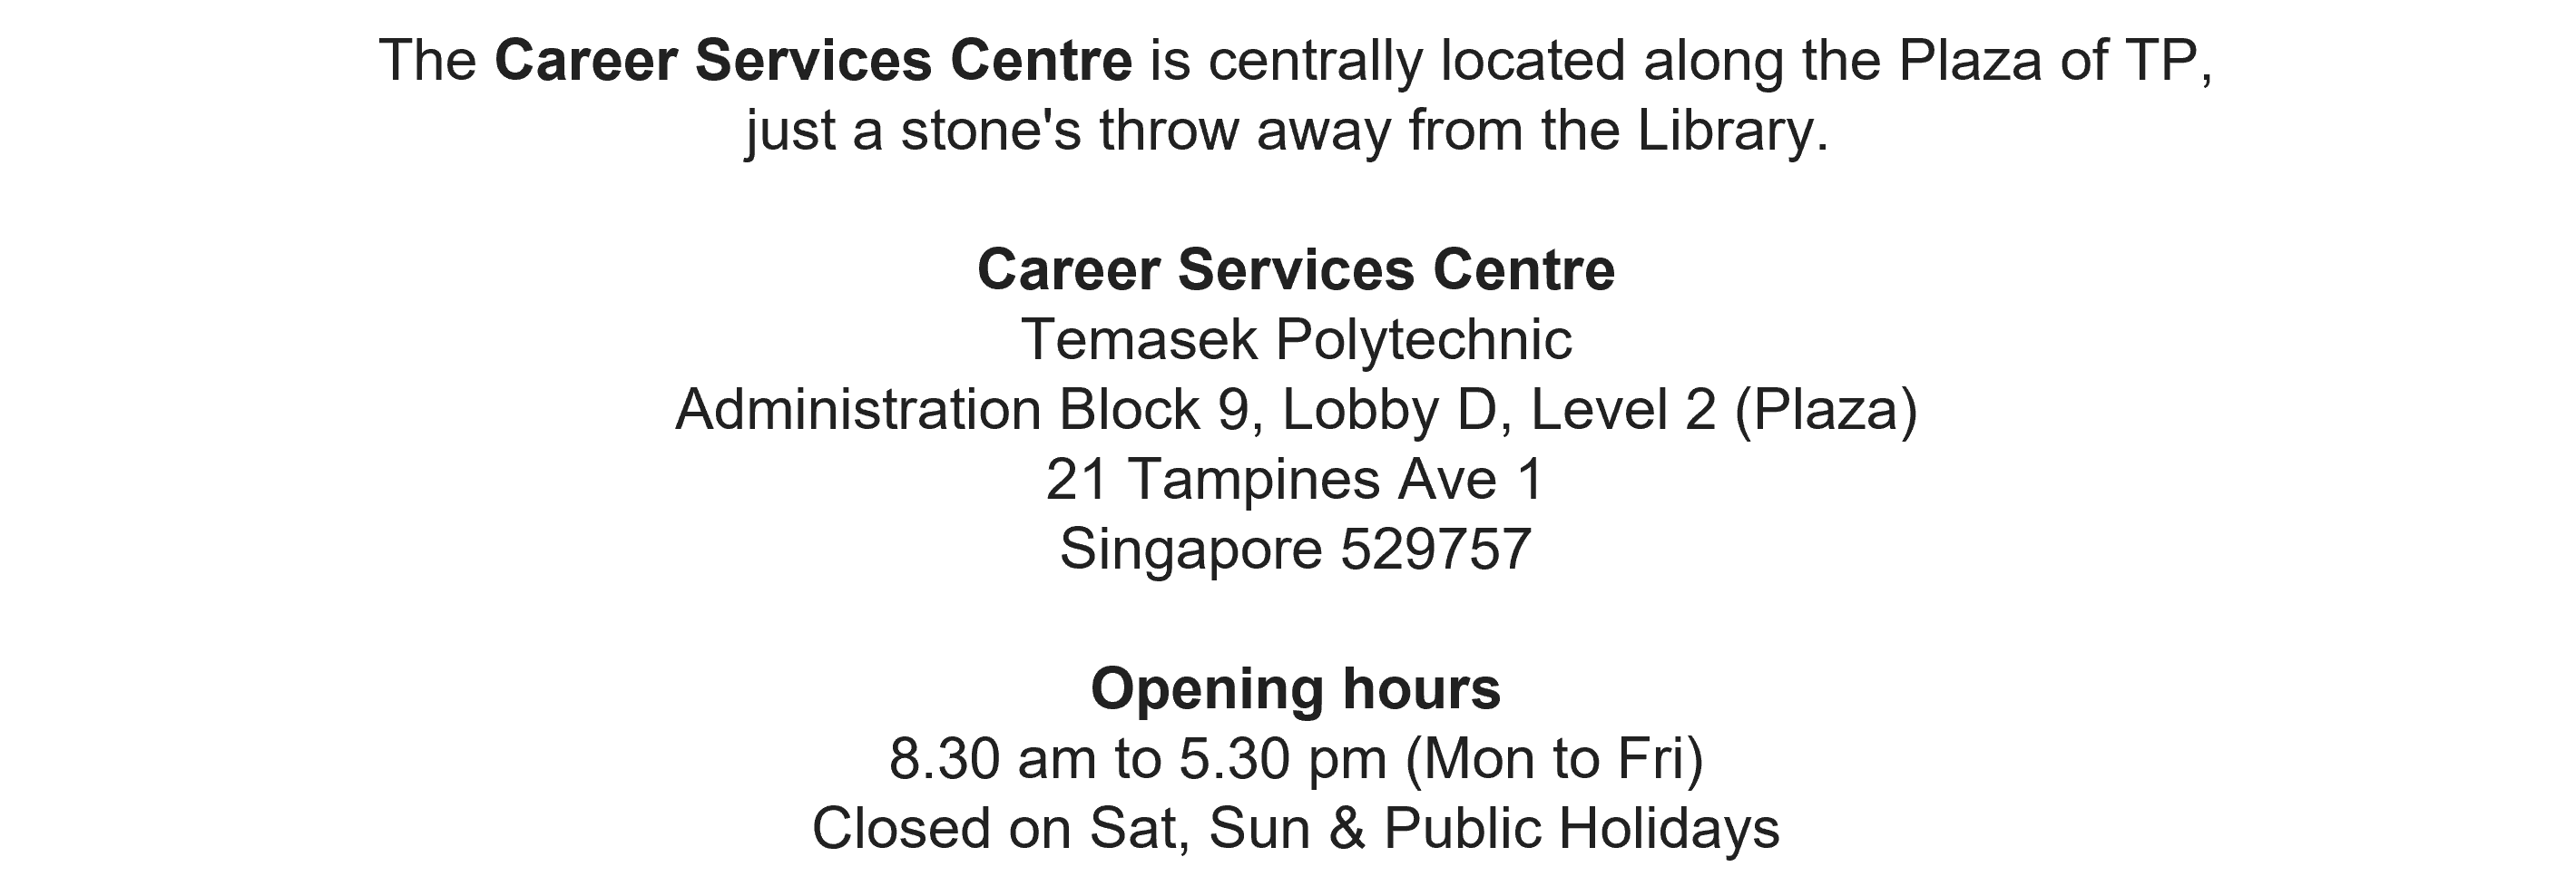 The Career Services Centre is centrally located along the Plaza of TP,
just a stone's throw away from the Library.
Career Services Centre
Temasek Polytechnic
Administration Block 9, Lobby D, Level 2 (Plaza)
21 Tampines Ave 1
Singapore 529757
Opening hours
8.30 am to 5.30 pm (Mon to Fri)
Closed on Sat, Sun & Public Holidays